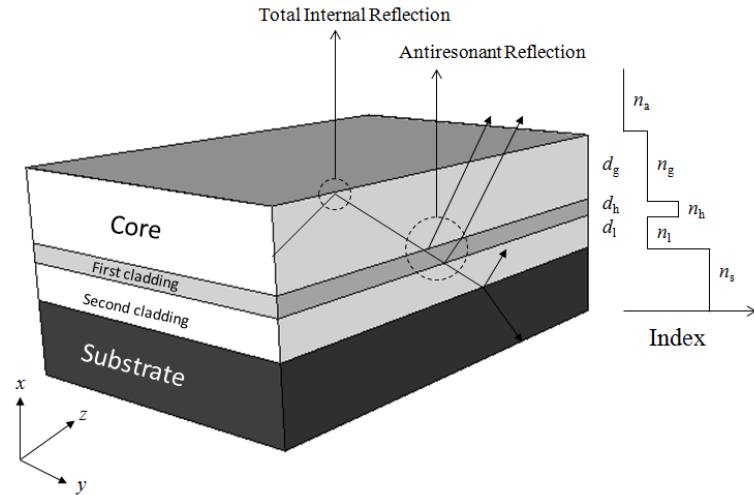 Total Internal Reflection
Antiresonant Reflection
n_a
d_g
n_g
d_h
n_h
d_l
n_l
n_s
Index
Core
First cladding
Second cladding
Substrate
x
z
y